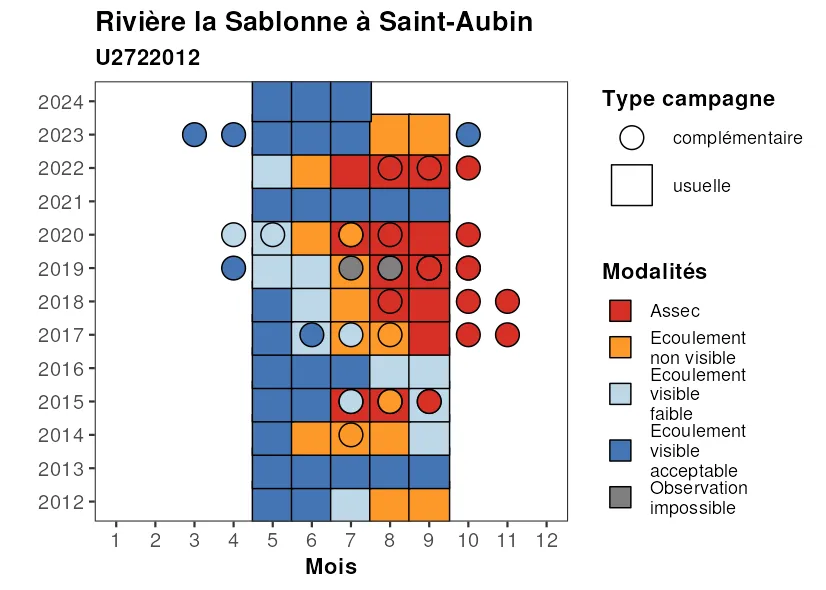 Rivière la Sablonne à Saint-Aubin
U2722012
2024
2023
2022
2021
2020
2019
2018
2017
2016
2015
2014
2013
2012
1 2 3 4 5 6 7 8 9 10 11 12
Mois
Type campagne
complémentaire
usuelle
Modalités
Assec
Ecoulement
non visible
Ecoulement
visible
faible
Ecoulement
visible
acceptable
Observation
impossible